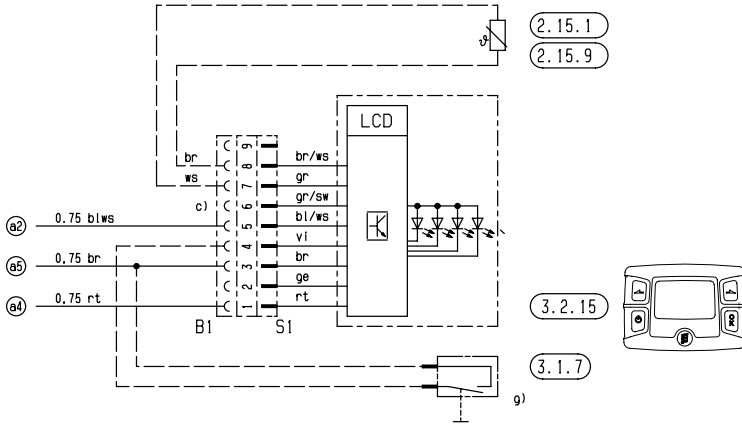 2.15.1
ϑ
2.15.9
LCD
9
br
8
br/ws
ws
7
gr
c)
6
gr/sw
a2
0.75 blws
5
bl/ws
4
vi
a5
0.75 br
3
br
2
ge
a4
0.75 rt
1
rt
B1
S1
3.2.15
3.1.7
g)